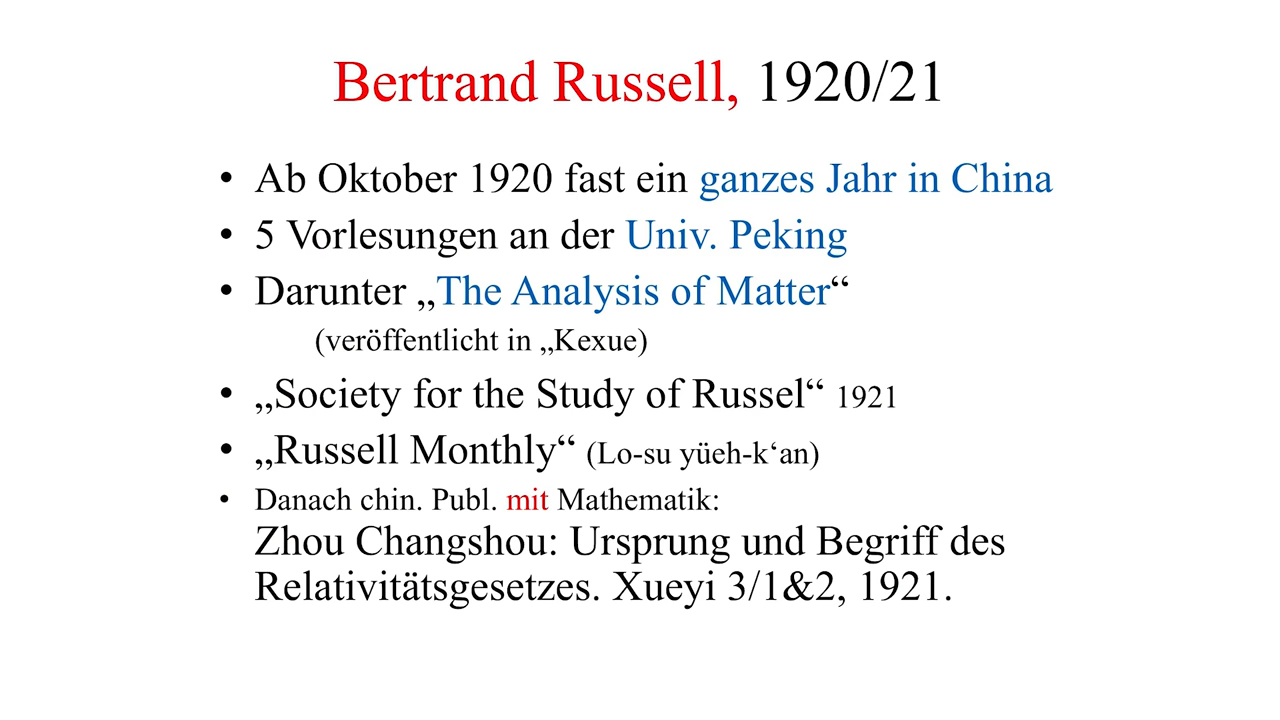 Bertrand Russell, 1920/21
• Ab Oktober 1920 fast ein ganzes Jahr in China
• 5 Vorlesungen an der Univ. Peking
• Darunter „The Analysis of Matter“
(veröffentlicht in „Kexue)
• „Society for the Study of Russel“ 1921
• „Russell Monthly“ (Lo-su yüeh-k‘an)
• Danach chin. Publ. mit Mathematik:
Zhou Changshou: Ursprung und Begriff des
Relativitätsgesetzes. Xueyi 3/1&2, 1921.